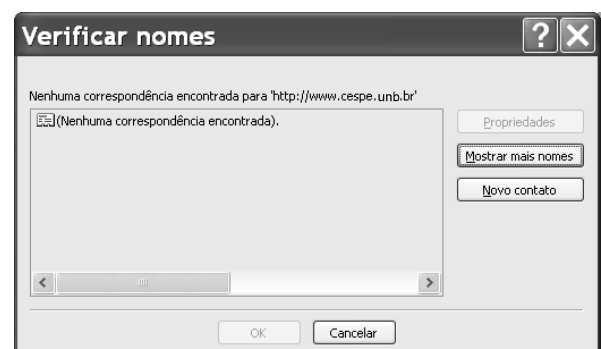 Verificar nomes
Nenhuma correspondência encontrada para 'http://www.cespe.unb.br'
(Nenhuma correspondência encontrada).
Propriedades
Mostrar mais nomes
Novo contato
OK
Cancelar